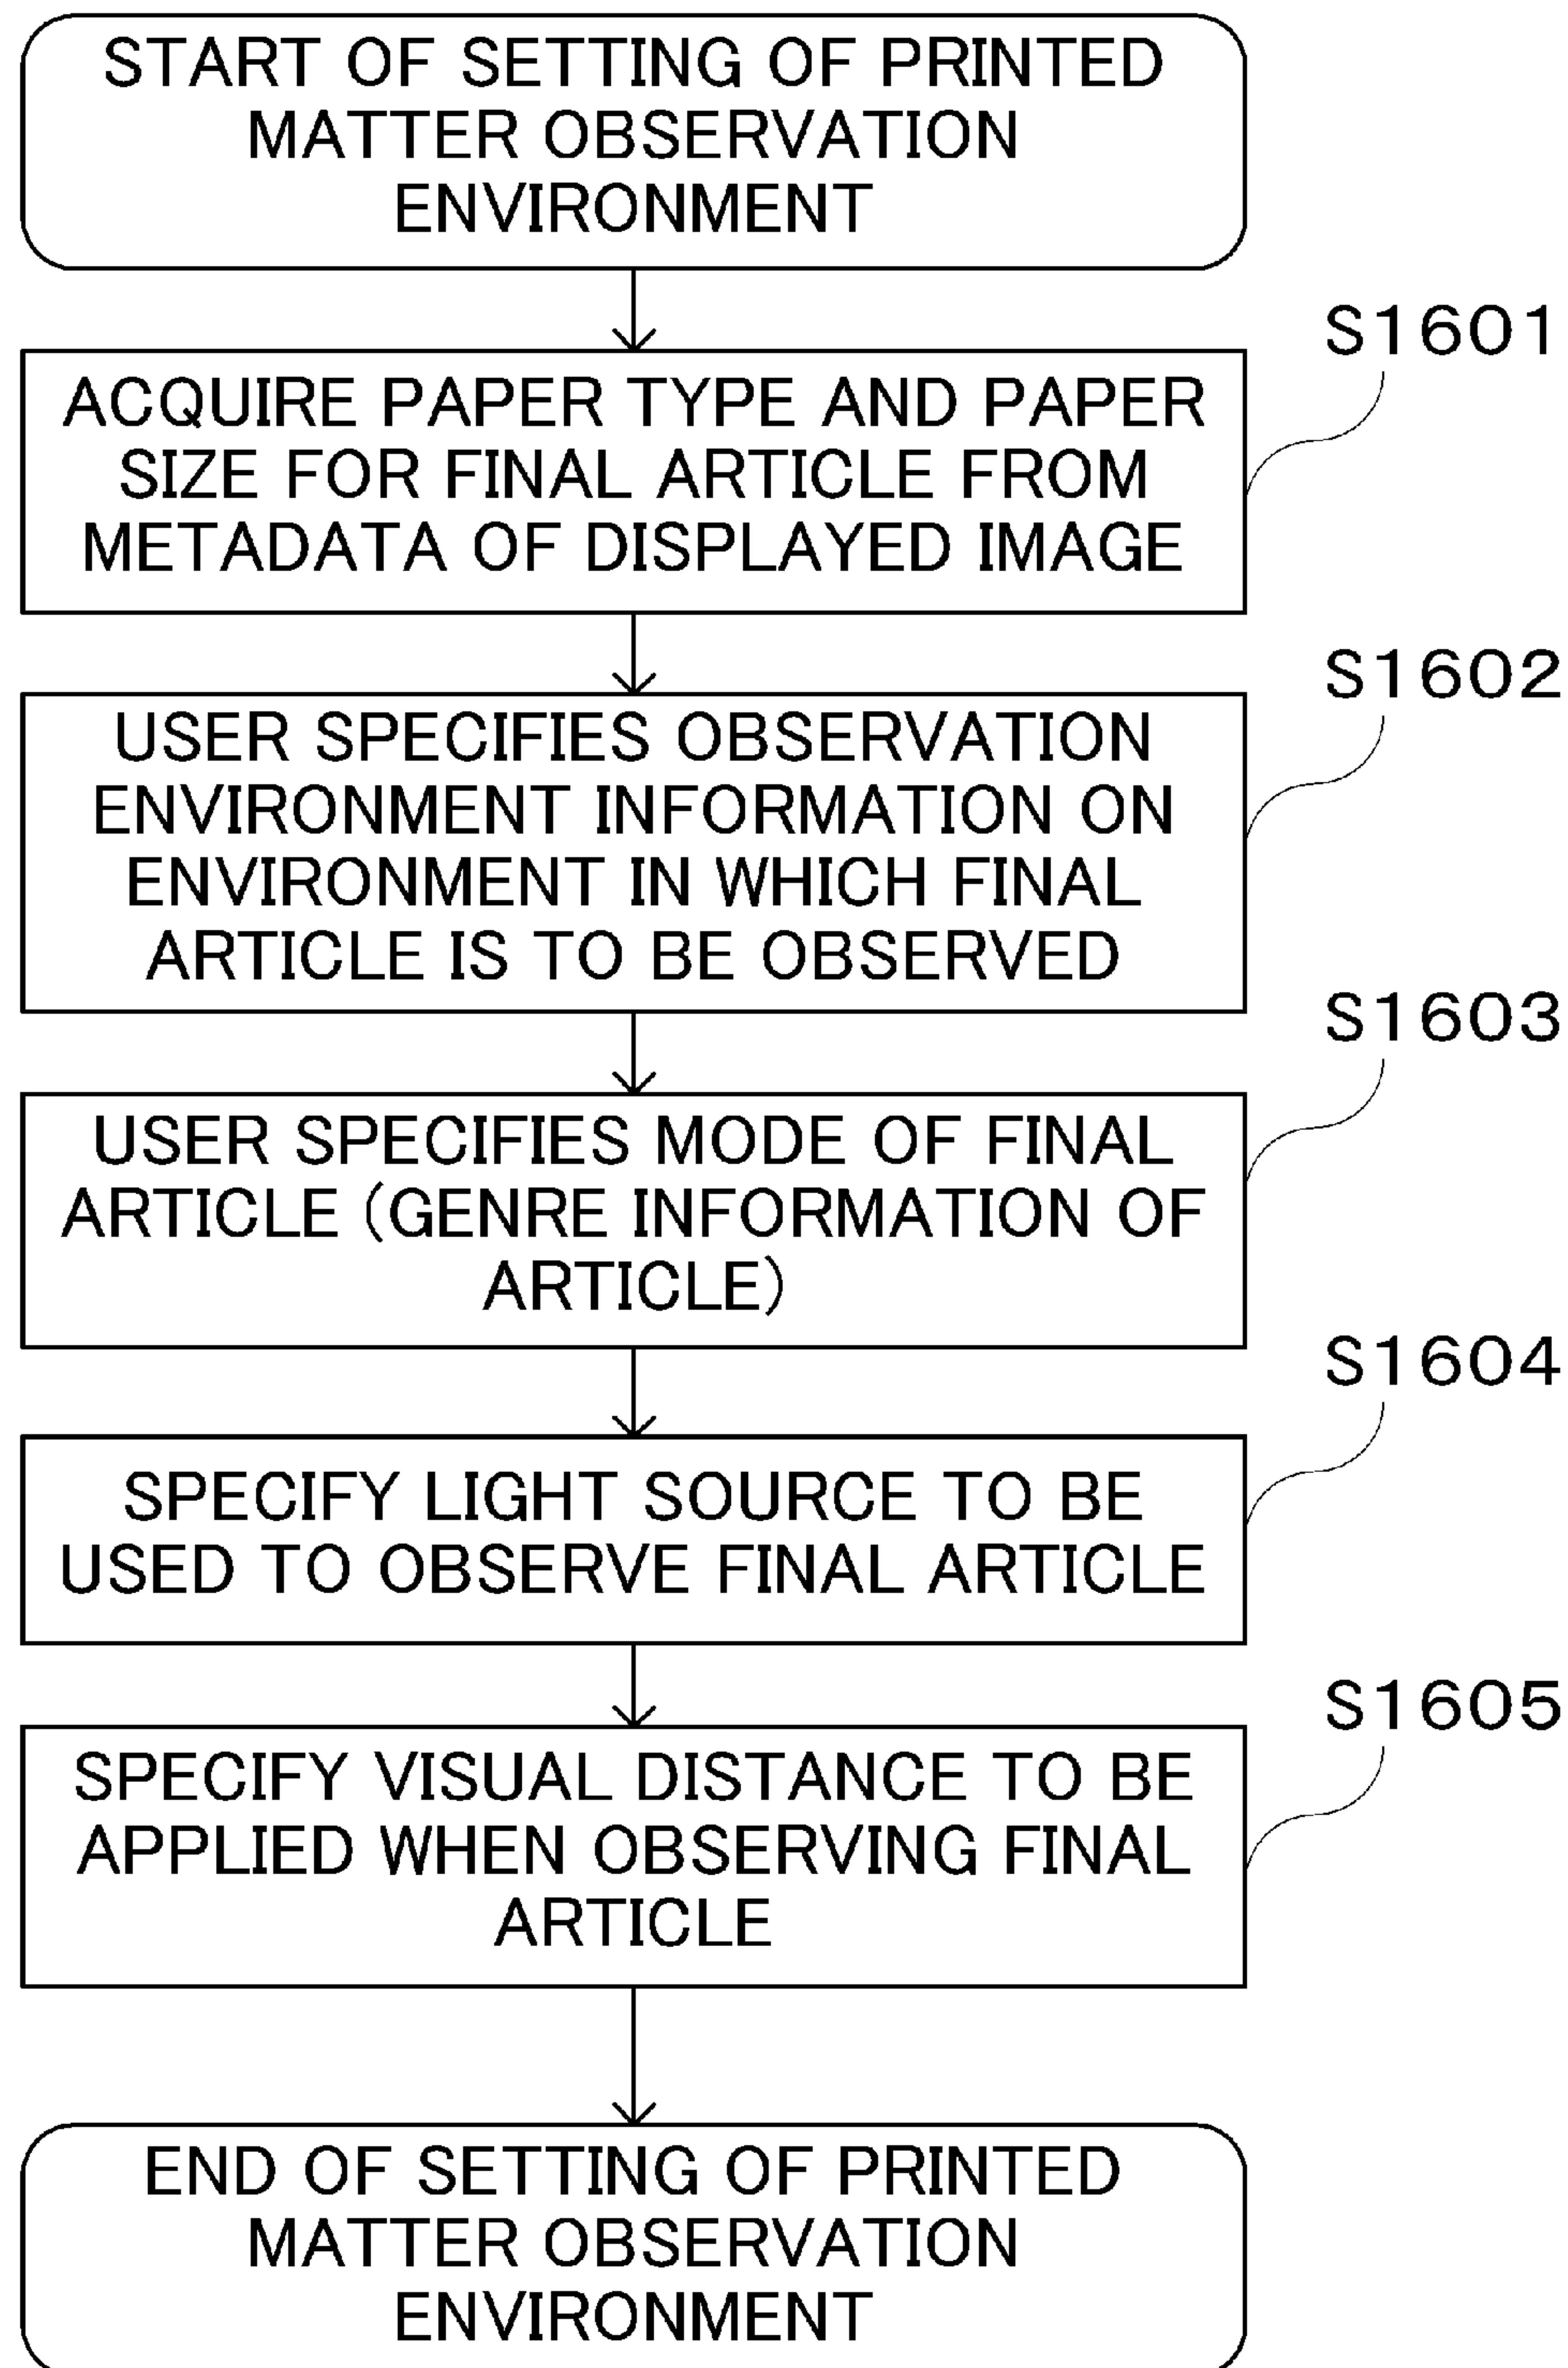 START OF SETTING OF PRINTED
MATTER OBSERVATION
ENVIRONMENT
S1601
ACQUIRE PAPER TYPE AND PAPER
SIZE FOR FINAL ARTICLE FROM
METADATA OF DISPLAYED IMAGE
S1602
USER SPECIFIES OBSERVATION
ENVIRONMENT INFORMATION ON
ENVIRONMENT IN WHICH FINAL
ARTICLE IS TO BE OBSERVED
S1603
USER SPECIFIES MODE OF FINAL
ARTICLE (GENRE INFORMATION OF
ARTICLE)
S1604
SPECIFY LIGHT SOURCE TO BE
USED TO OBSERVE FINAL ARTICLE
S1605
SPECIFY VISUAL DISTANCE TO BE
APPLIED WHEN OBSERVING FINAL
ARTICLE
END OF SETTING OF PRINTED
MATTER OBSERVATION
ENVIRONMENT